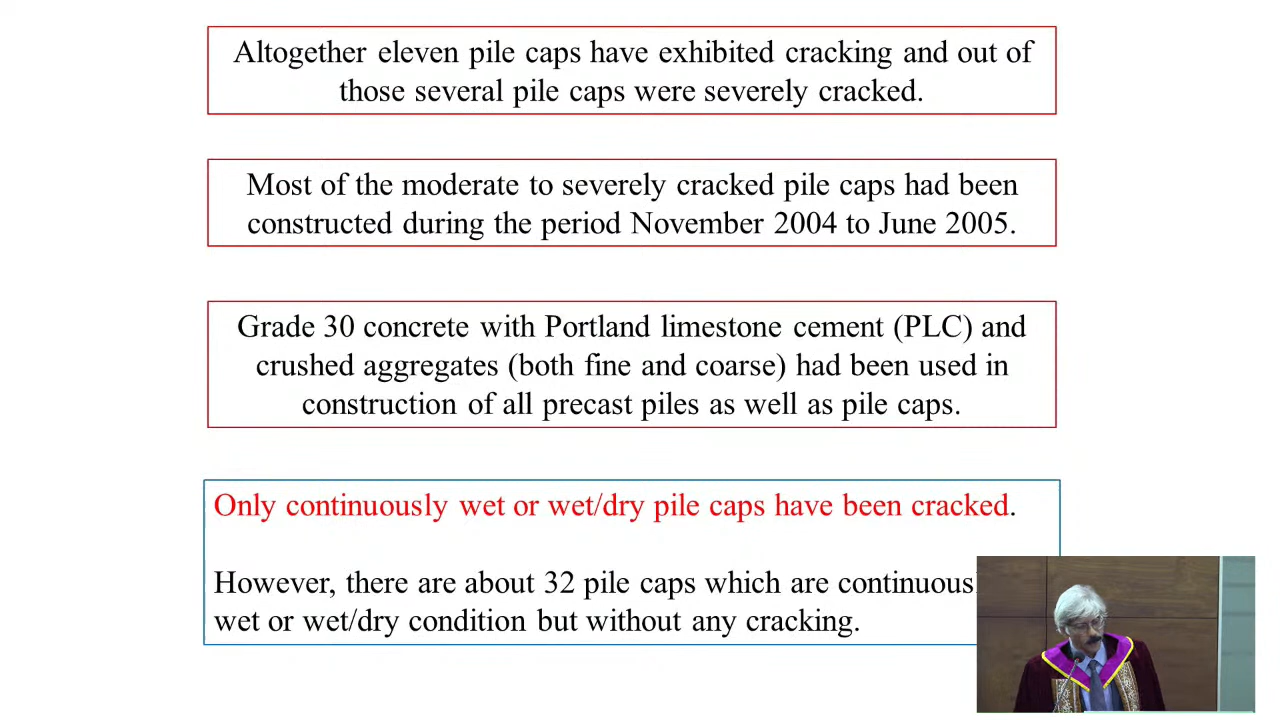 Altogether eleven pile caps have exhibited cracking and out of
those several pile caps were severely cracked.
Most of the moderate to severely cracked pile caps had been
constructed during the period November 2004 to June 2005.
Grade 30 concrete with Portland limestone cement (PLC) and
crushed aggregates (both fine and coarse) had been used in
construction of all precast piles as well as pile caps.
Only continuously wet or wet/dry pile caps have been cracked.
However, there are about 32 pile caps which are continuous
wet or wet/dry condition but without any cracking.